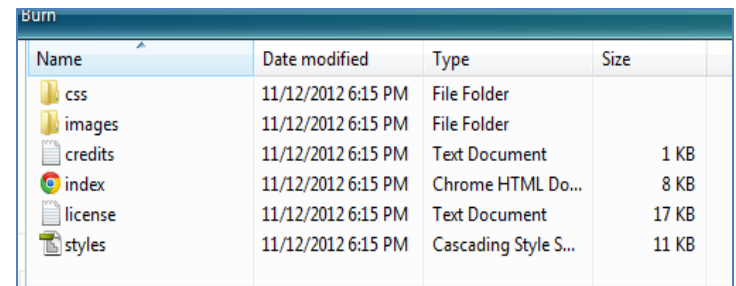 Burn
Name Date modified Type Size
css 11/12/2012 6:15 PM File Folder
images 11/12/2012 6:15 PM File Folder
credits 11/12/2012 6:15 PM Text Document 1 KB
index 11/12/2012 6:15 PM Chrome HTML Do... 8 KB
license 11/12/2012 6:15 PM Text Document 17 KB
styles 11/12/2012 6:15 PM Cascading Style S... 11 KB